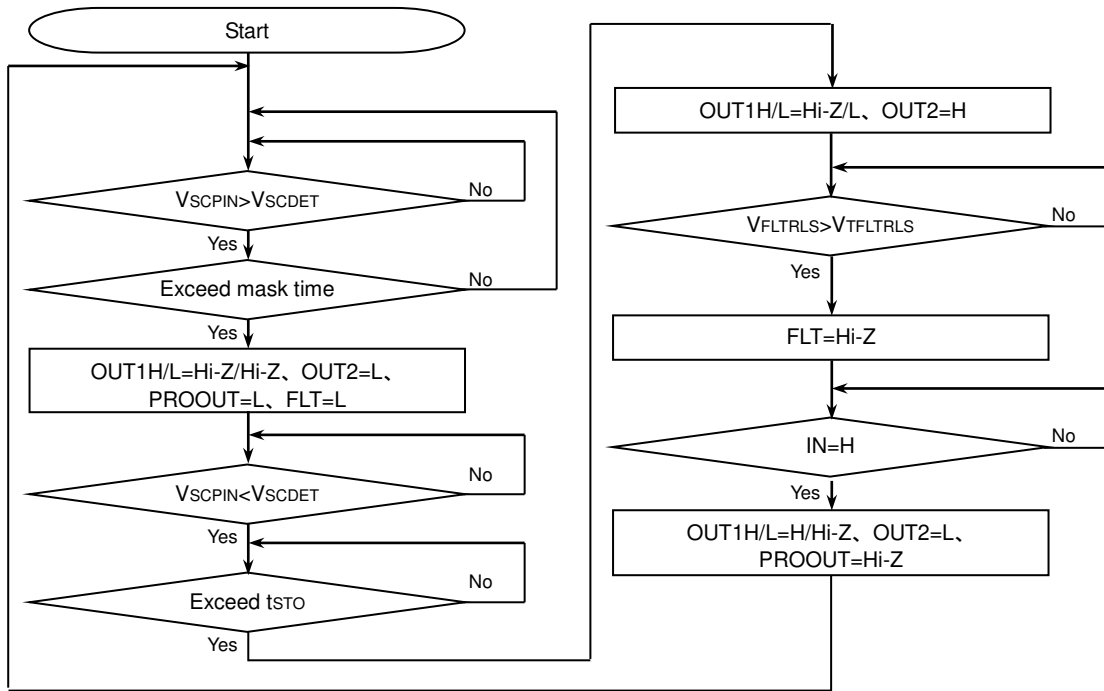 Start
VSCPIN>VSCDET
No
Yes
Exceed mask time
No
Yes
OUT1H/L=Hi-Z/Hi-Z、OUT2=L、
PROOUT=L、FLT=L
VSCPIN<VSCDET
No
Yes
Exceed tSTO
No
Yes
OUT1H/L=Hi-Z/L、OUT2=H
VFLTRLS>VTFLTRLS
No
Yes
FLT=Hi-Z
IN=H
No
Yes
OUT1H/L=H/Hi-Z、OUT2=L、
PROOUT=Hi-Z